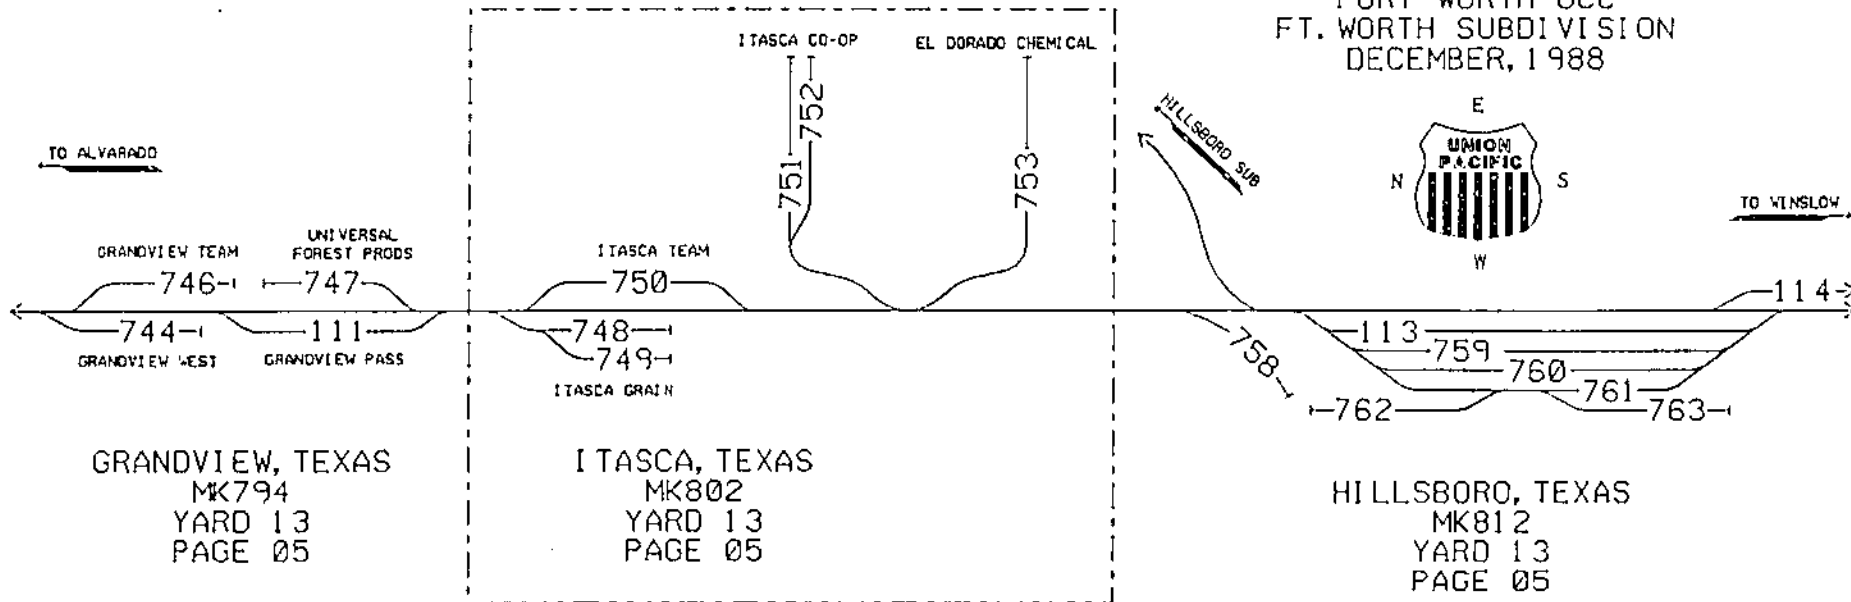 FORT WORTH OCC
FT. WORTH SUBDIVISION
DECEMBER, 1988
ITASCA CO-OP
EL DORADO CHEMICAL
TO ALVARADO
HILLSBORO SUB
E
UNION
PACIFIC
N
S
W
TO WINSLOW
751
752
753
GRANDVIEW TEAM
UNIVERSAL
FOREST PRODS
ITASCA TEAM
746
747
750
114
744
111
748
749
758
113
759
760
761
762
763
GRANDVIEW WEST
GRANDVIEW PASS
ITASCA GRAIN
GRANDVIEW, TEXAS
MK794
YARD 13
PAGE 05
ITASCA, TEXAS
MK802
YARD 13
PAGE 05
HILLSBORO, TEXAS
MK812
YARD 13
PAGE 05